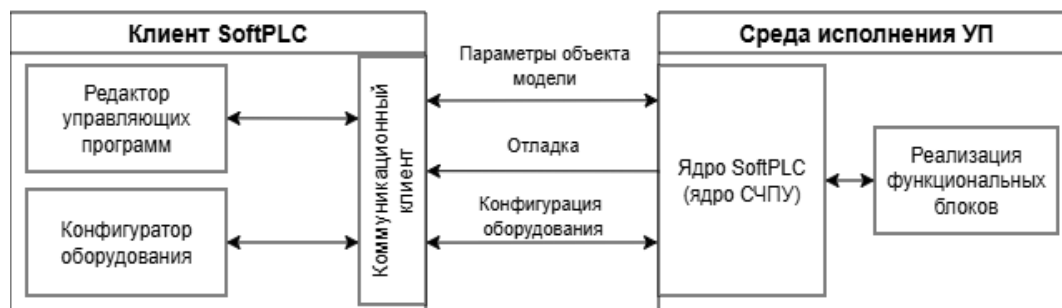 Клиент SoftPLC
Редактор
управляющих
программ
Конфигуратор
оборудования
Коммуникационный
клиент
Параметры объекта
модели
Отладка
Конфигурация
оборудования
Среда исполнения УП
Ядро SoftPLC
(ядро СЧПУ)
Реализация
функциональных
блоков